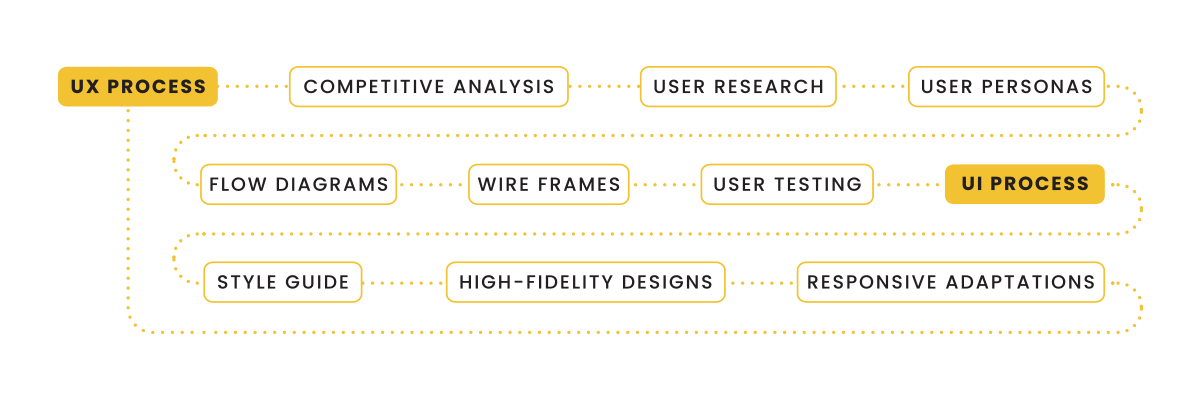 UX PROCESS
COMPETITIVE ANALYSIS
USER RESEARCH
USER PERSONAS
FLOW DIAGRAMS
WIRE FRAMES
USER TESTING
UI PROCESS
STYLE GUIDE
HIGH-FIDELITY DESIGNS
RESPONSIVE ADAPTATIONS